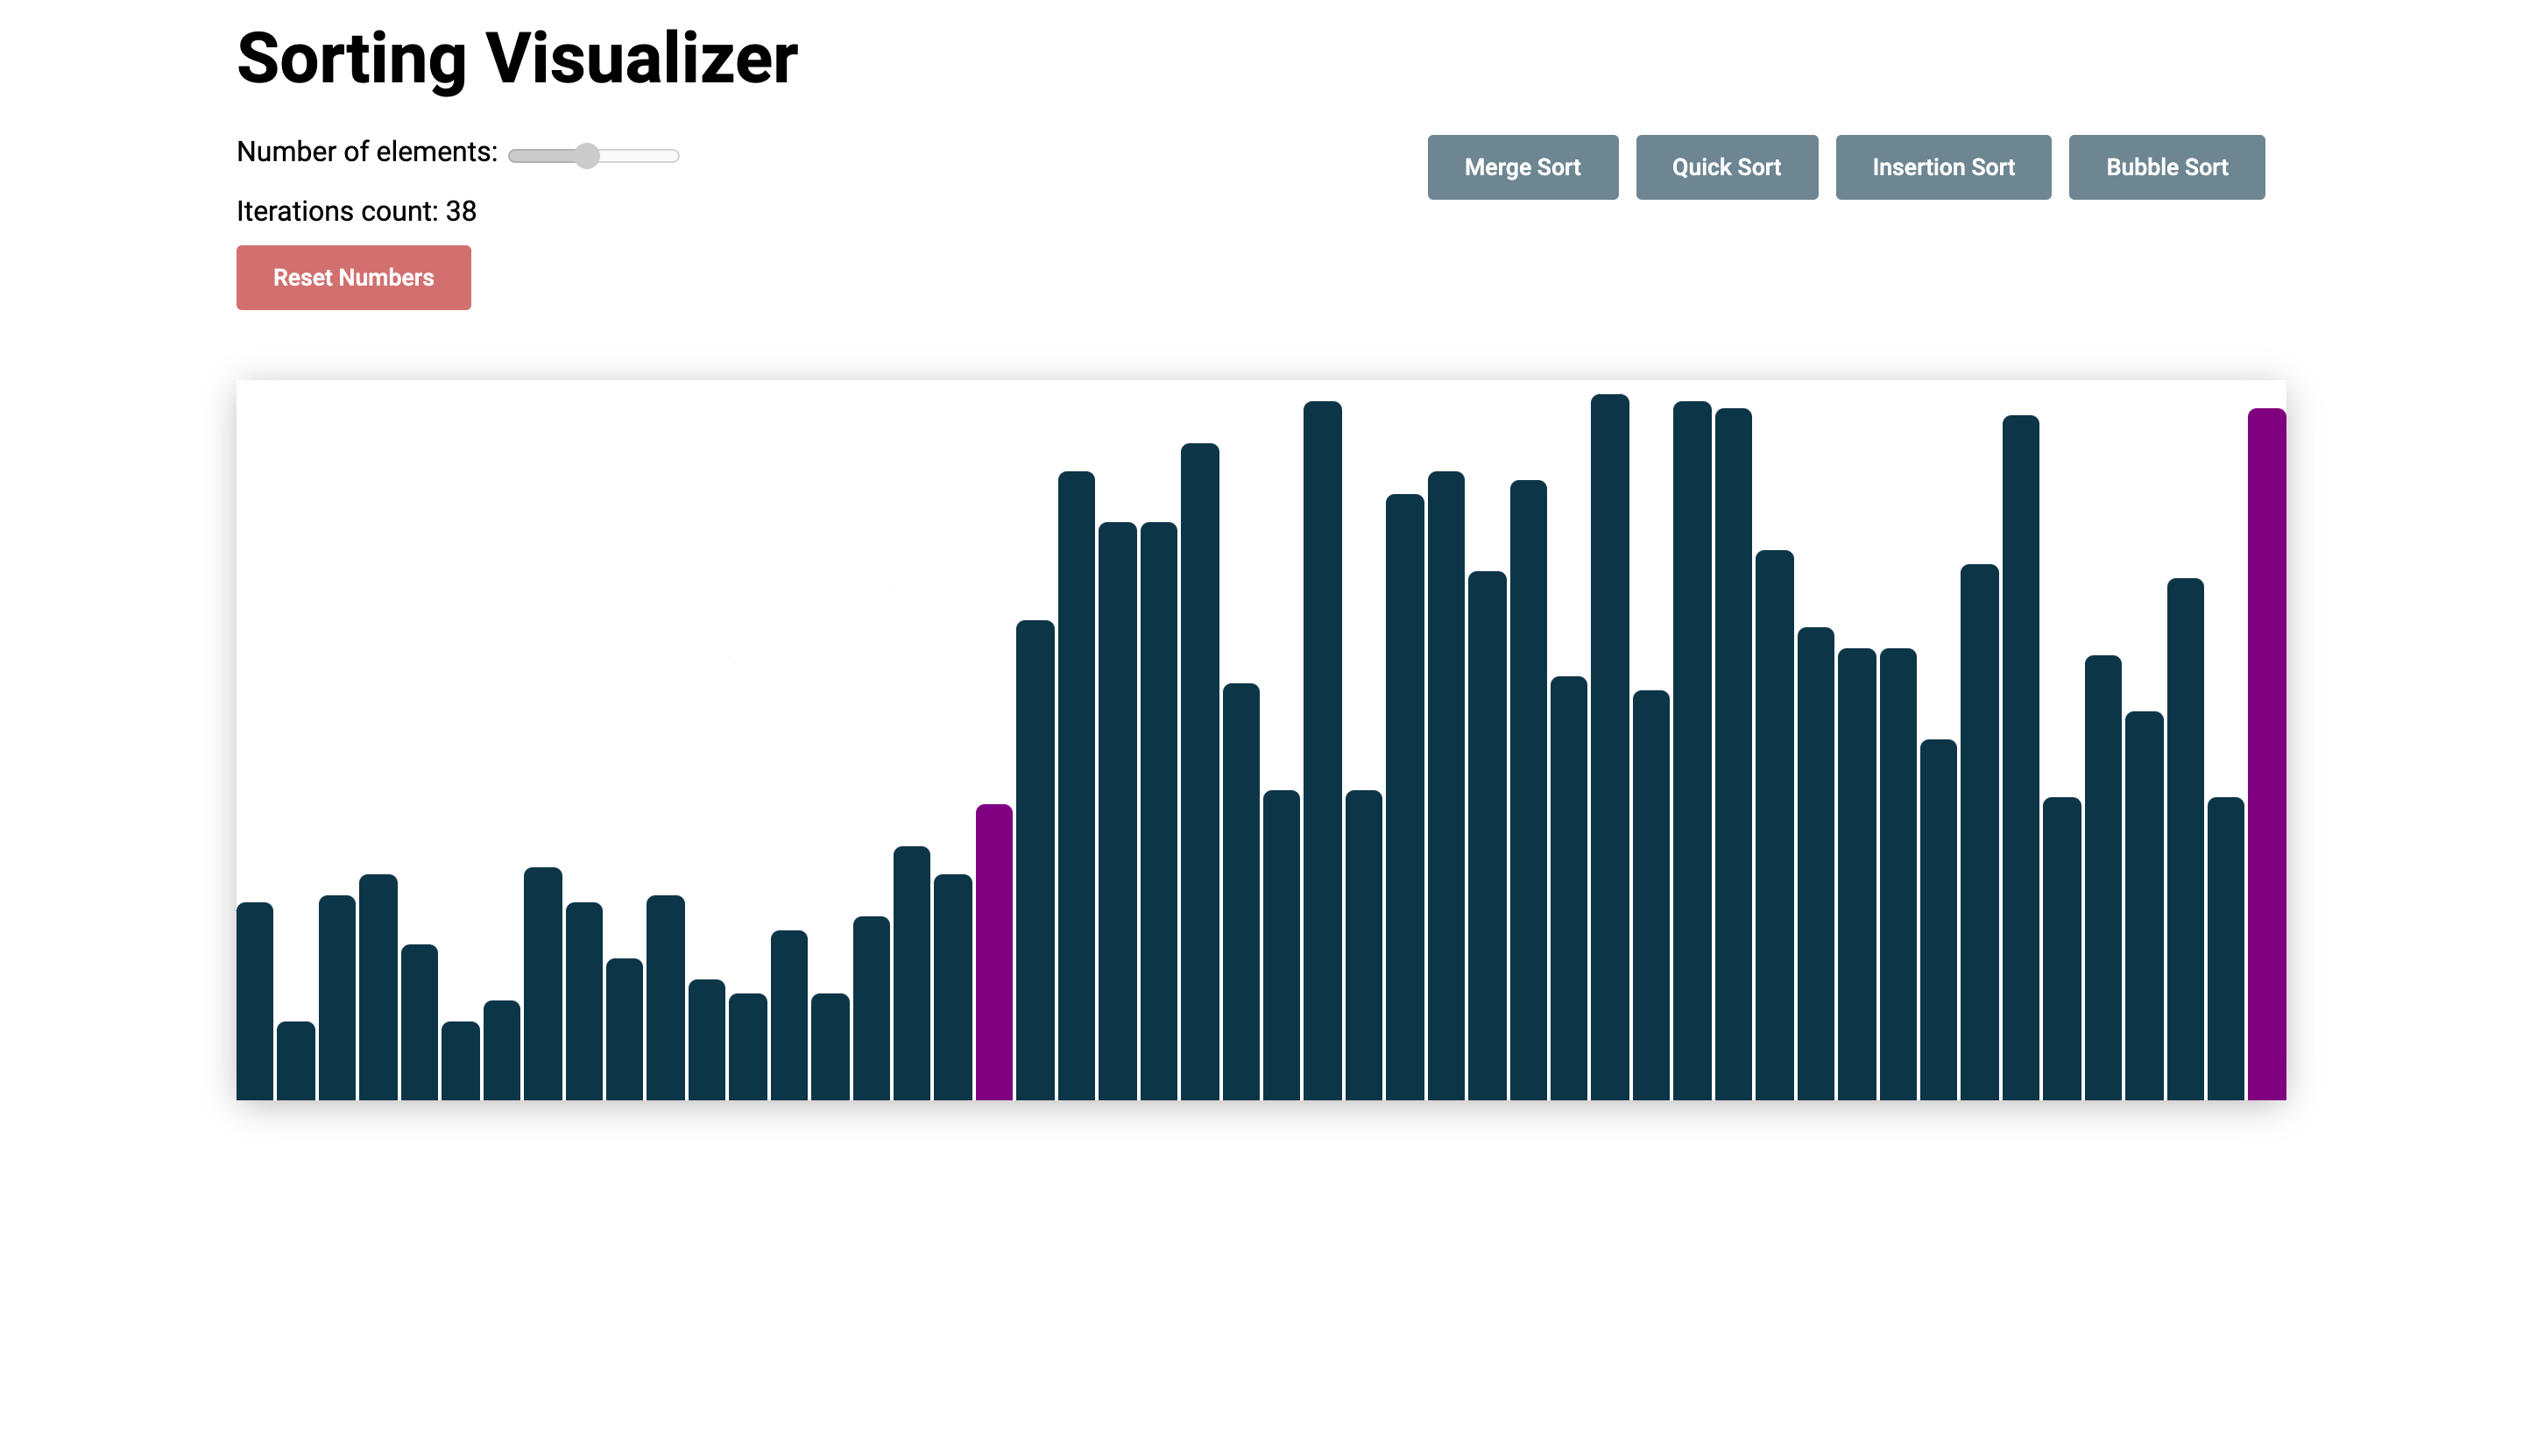 Sorting Visualizer
Number of elements:
Merge Sort
Quick Sort
Insertion Sort
Bubble Sort
Iterations count: 38
Reset Numbers